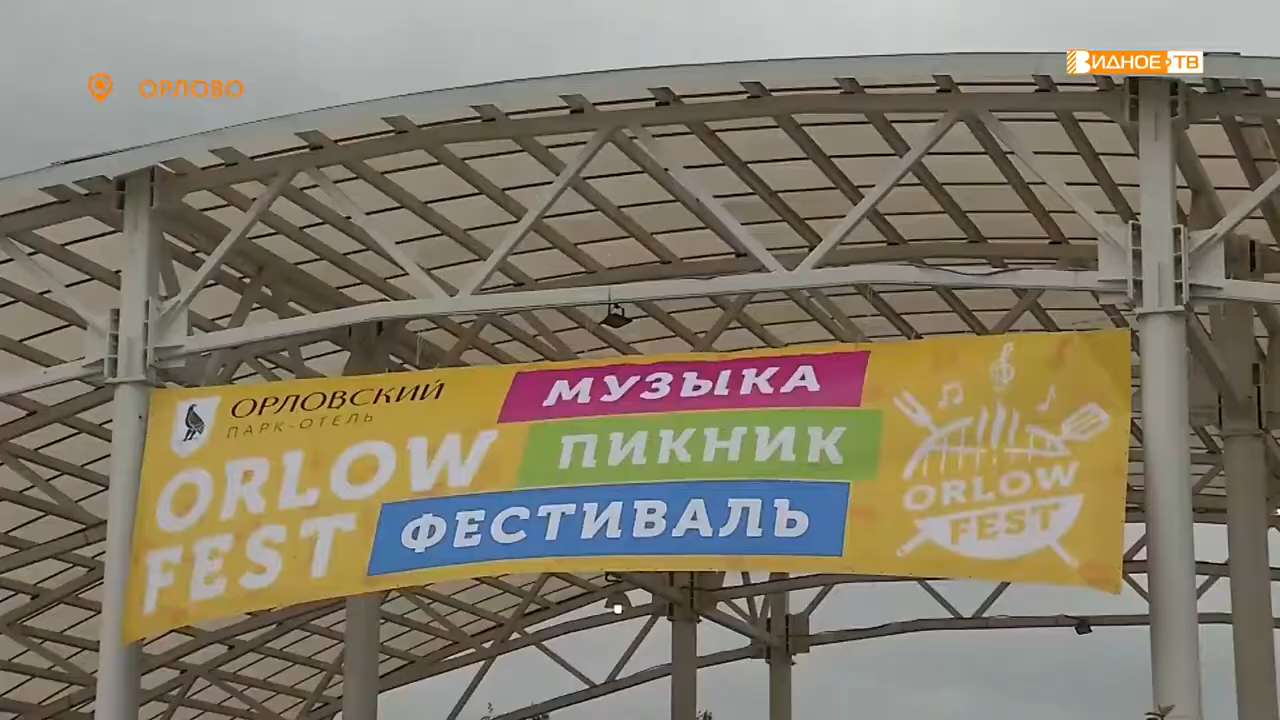 ОРЛОВО
ВИДНОЕ ТВ
ОРЛОВСКИЙ
ПАРК-ОТЕЛЬ
ORLOW
FEST
МУЗЫКА
ПИКНИК
ФЕСТИВАЛЬ
ORLOW
FEST